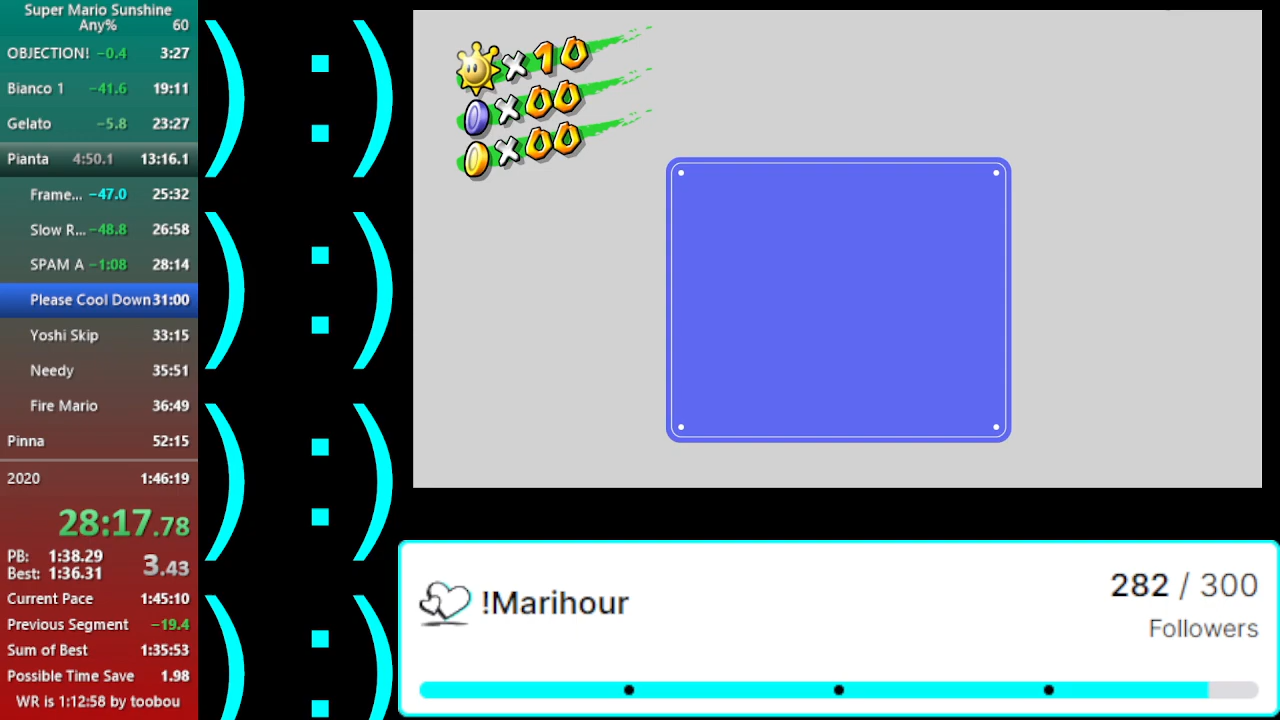 Super Mario Sunshine
Any% 60
OBJECTION! −0.4 3:27
Bianco 1 −41.6 19:11
Gelato −5.8 23:27
Pianta 4:50.1 13:16.1
Frame... −47.0 25:32
Slow R... −48.8 26:58
SPAM A −1:08 28:14
Please Cool Down 31:00
Yoshi Skip 33:15
Needy 35:51
Fire Mario 36:49
Pinna 52:15
2020 1:46:19
28:17.78
PB: 1:38.29
Best: 1:36.31
3.43
Current Pace 1:45:10
Previous Segment −19.4
Sum of Best 1:35:53
Possible Time Save 1.98
WR is 1:12:58 by toobou
) : )
) : )
) : )
) : )
×10
×00
×00
!Marihour
282 / 300
Followers